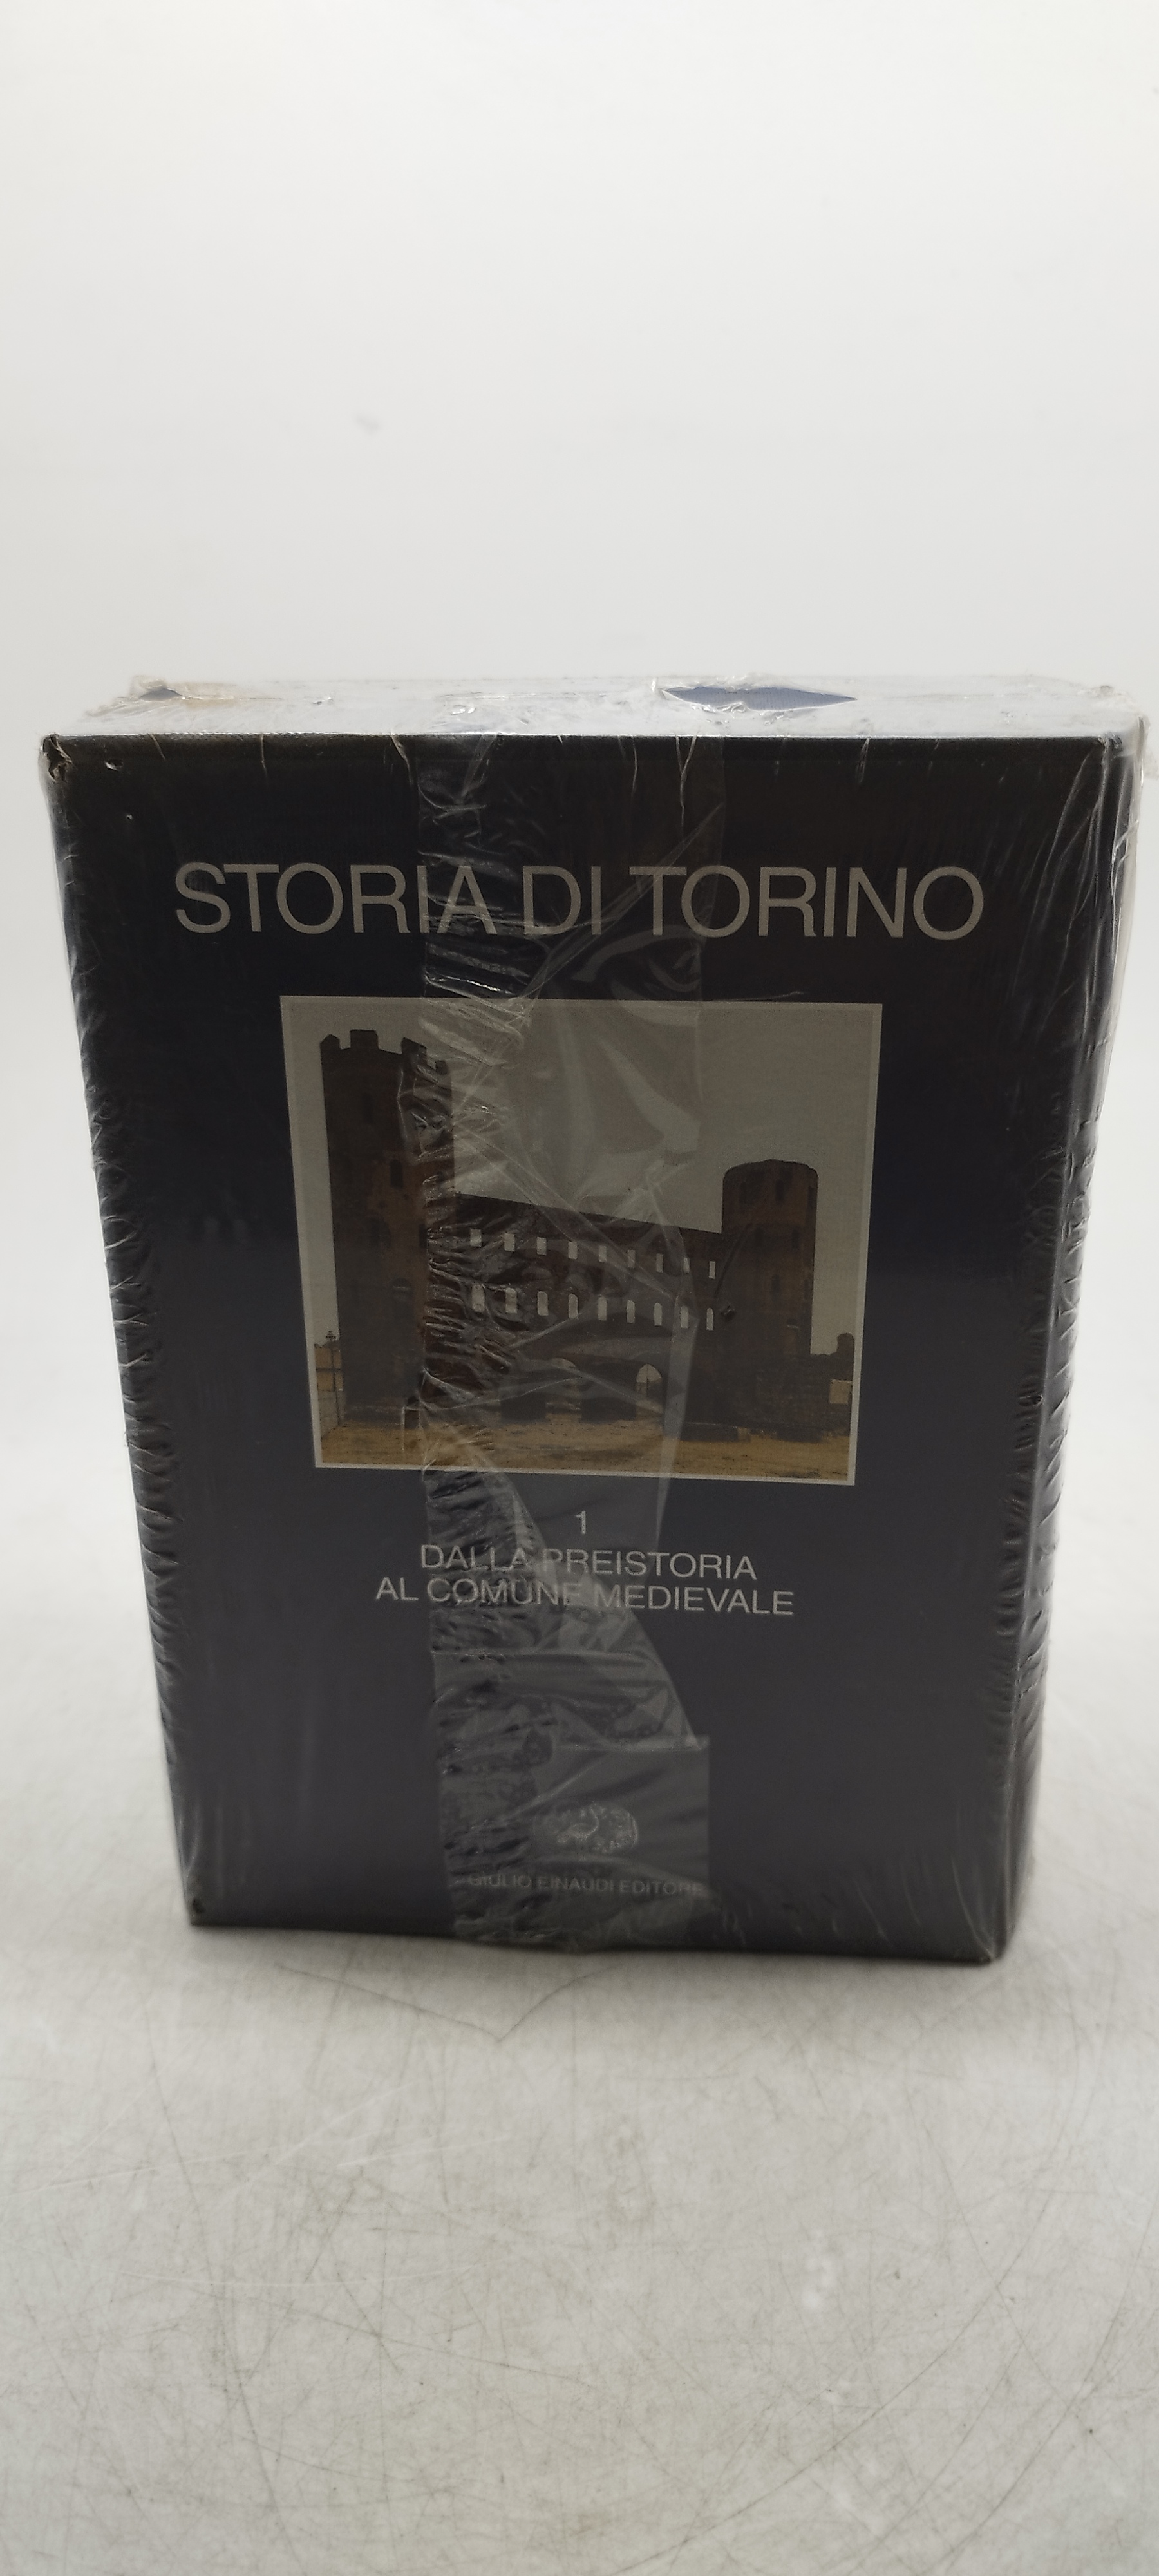 STORIA DI TORINO
1
DALLA PREISTORIA
AL COMUNE MEDIEVALE
GIULIO EINAUDI EDITORE